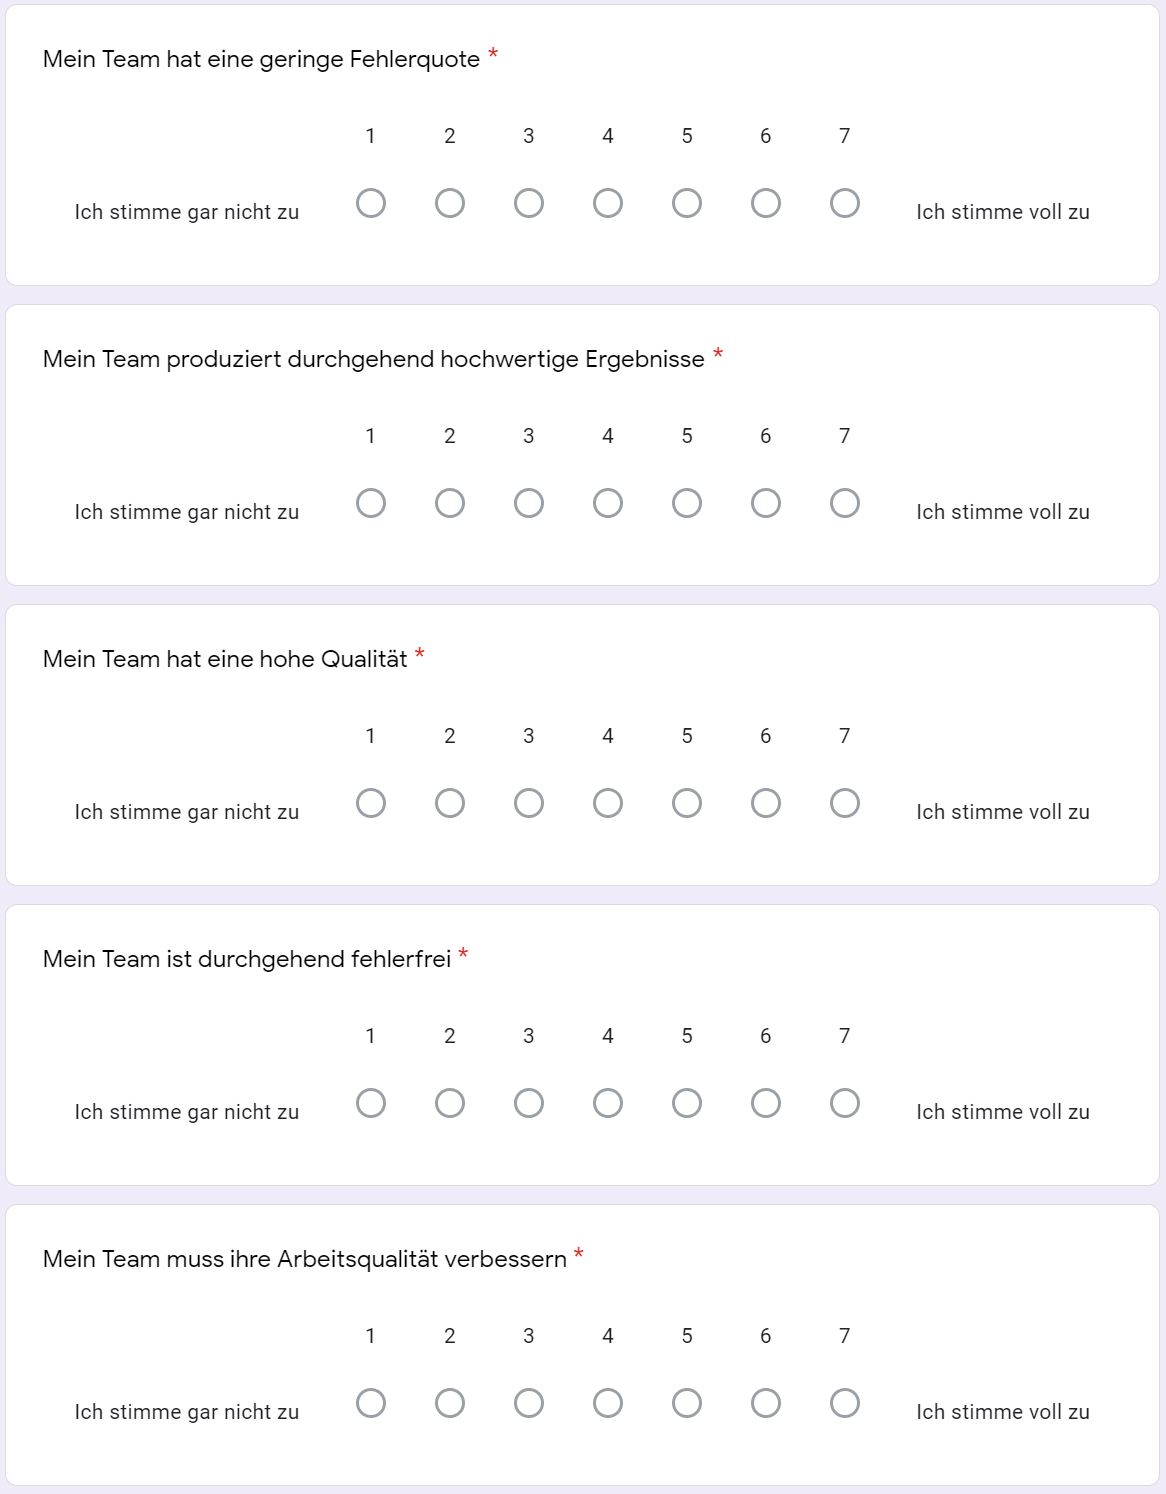 Mein Team hat eine geringe Fehlerquote *
1 2 3 4 5 6 7
Ich stimme gar nicht zu Ich stimme voll zu
Mein Team produziert durchgehend hochwertige Ergebnisse *
1 2 3 4 5 6 7
Ich stimme gar nicht zu Ich stimme voll zu
Mein Team hat eine hohe Qualität *
1 2 3 4 5 6 7
Ich stimme gar nicht zu Ich stimme voll zu
Mein Team ist durchgehend fehlerfrei *
1 2 3 4 5 6 7
Ich stimme gar nicht zu Ich stimme voll zu
Mein Team muss ihre Arbeitsqualität verbessern *
1 2 3 4 5 6 7
Ich stimme gar nicht zu Ich stimme voll zu